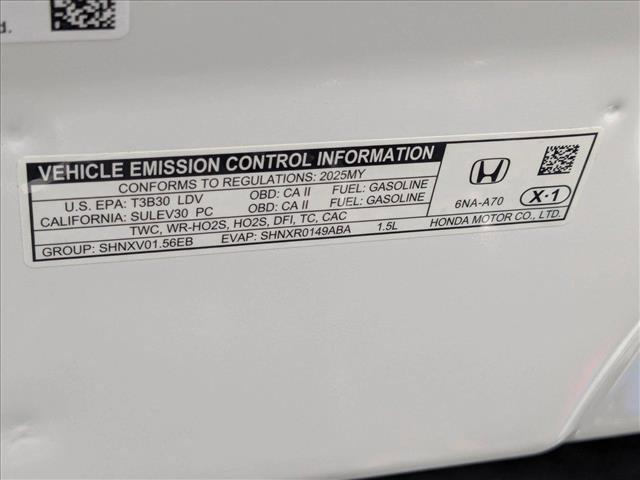 d.
VEHICLE EMISSION CONTROL INFORMATION
CONFORMS TO REGULATIONS: 2025MY
U.S. EPA: T3B30 LDV OBD: CA II FUEL: GASOLINE
CALIFORNIA: SULEV30 PC OBD: CA II FUEL: GASOLINE
TWC, WR-HO2S, HO2S, DFI, TC, CAC
GROUP: SHNXV01.56EB EVAP: SHNXR0149ABA 1.5L
6NA-A70 X·1
HONDA MOTOR CO., LTD.